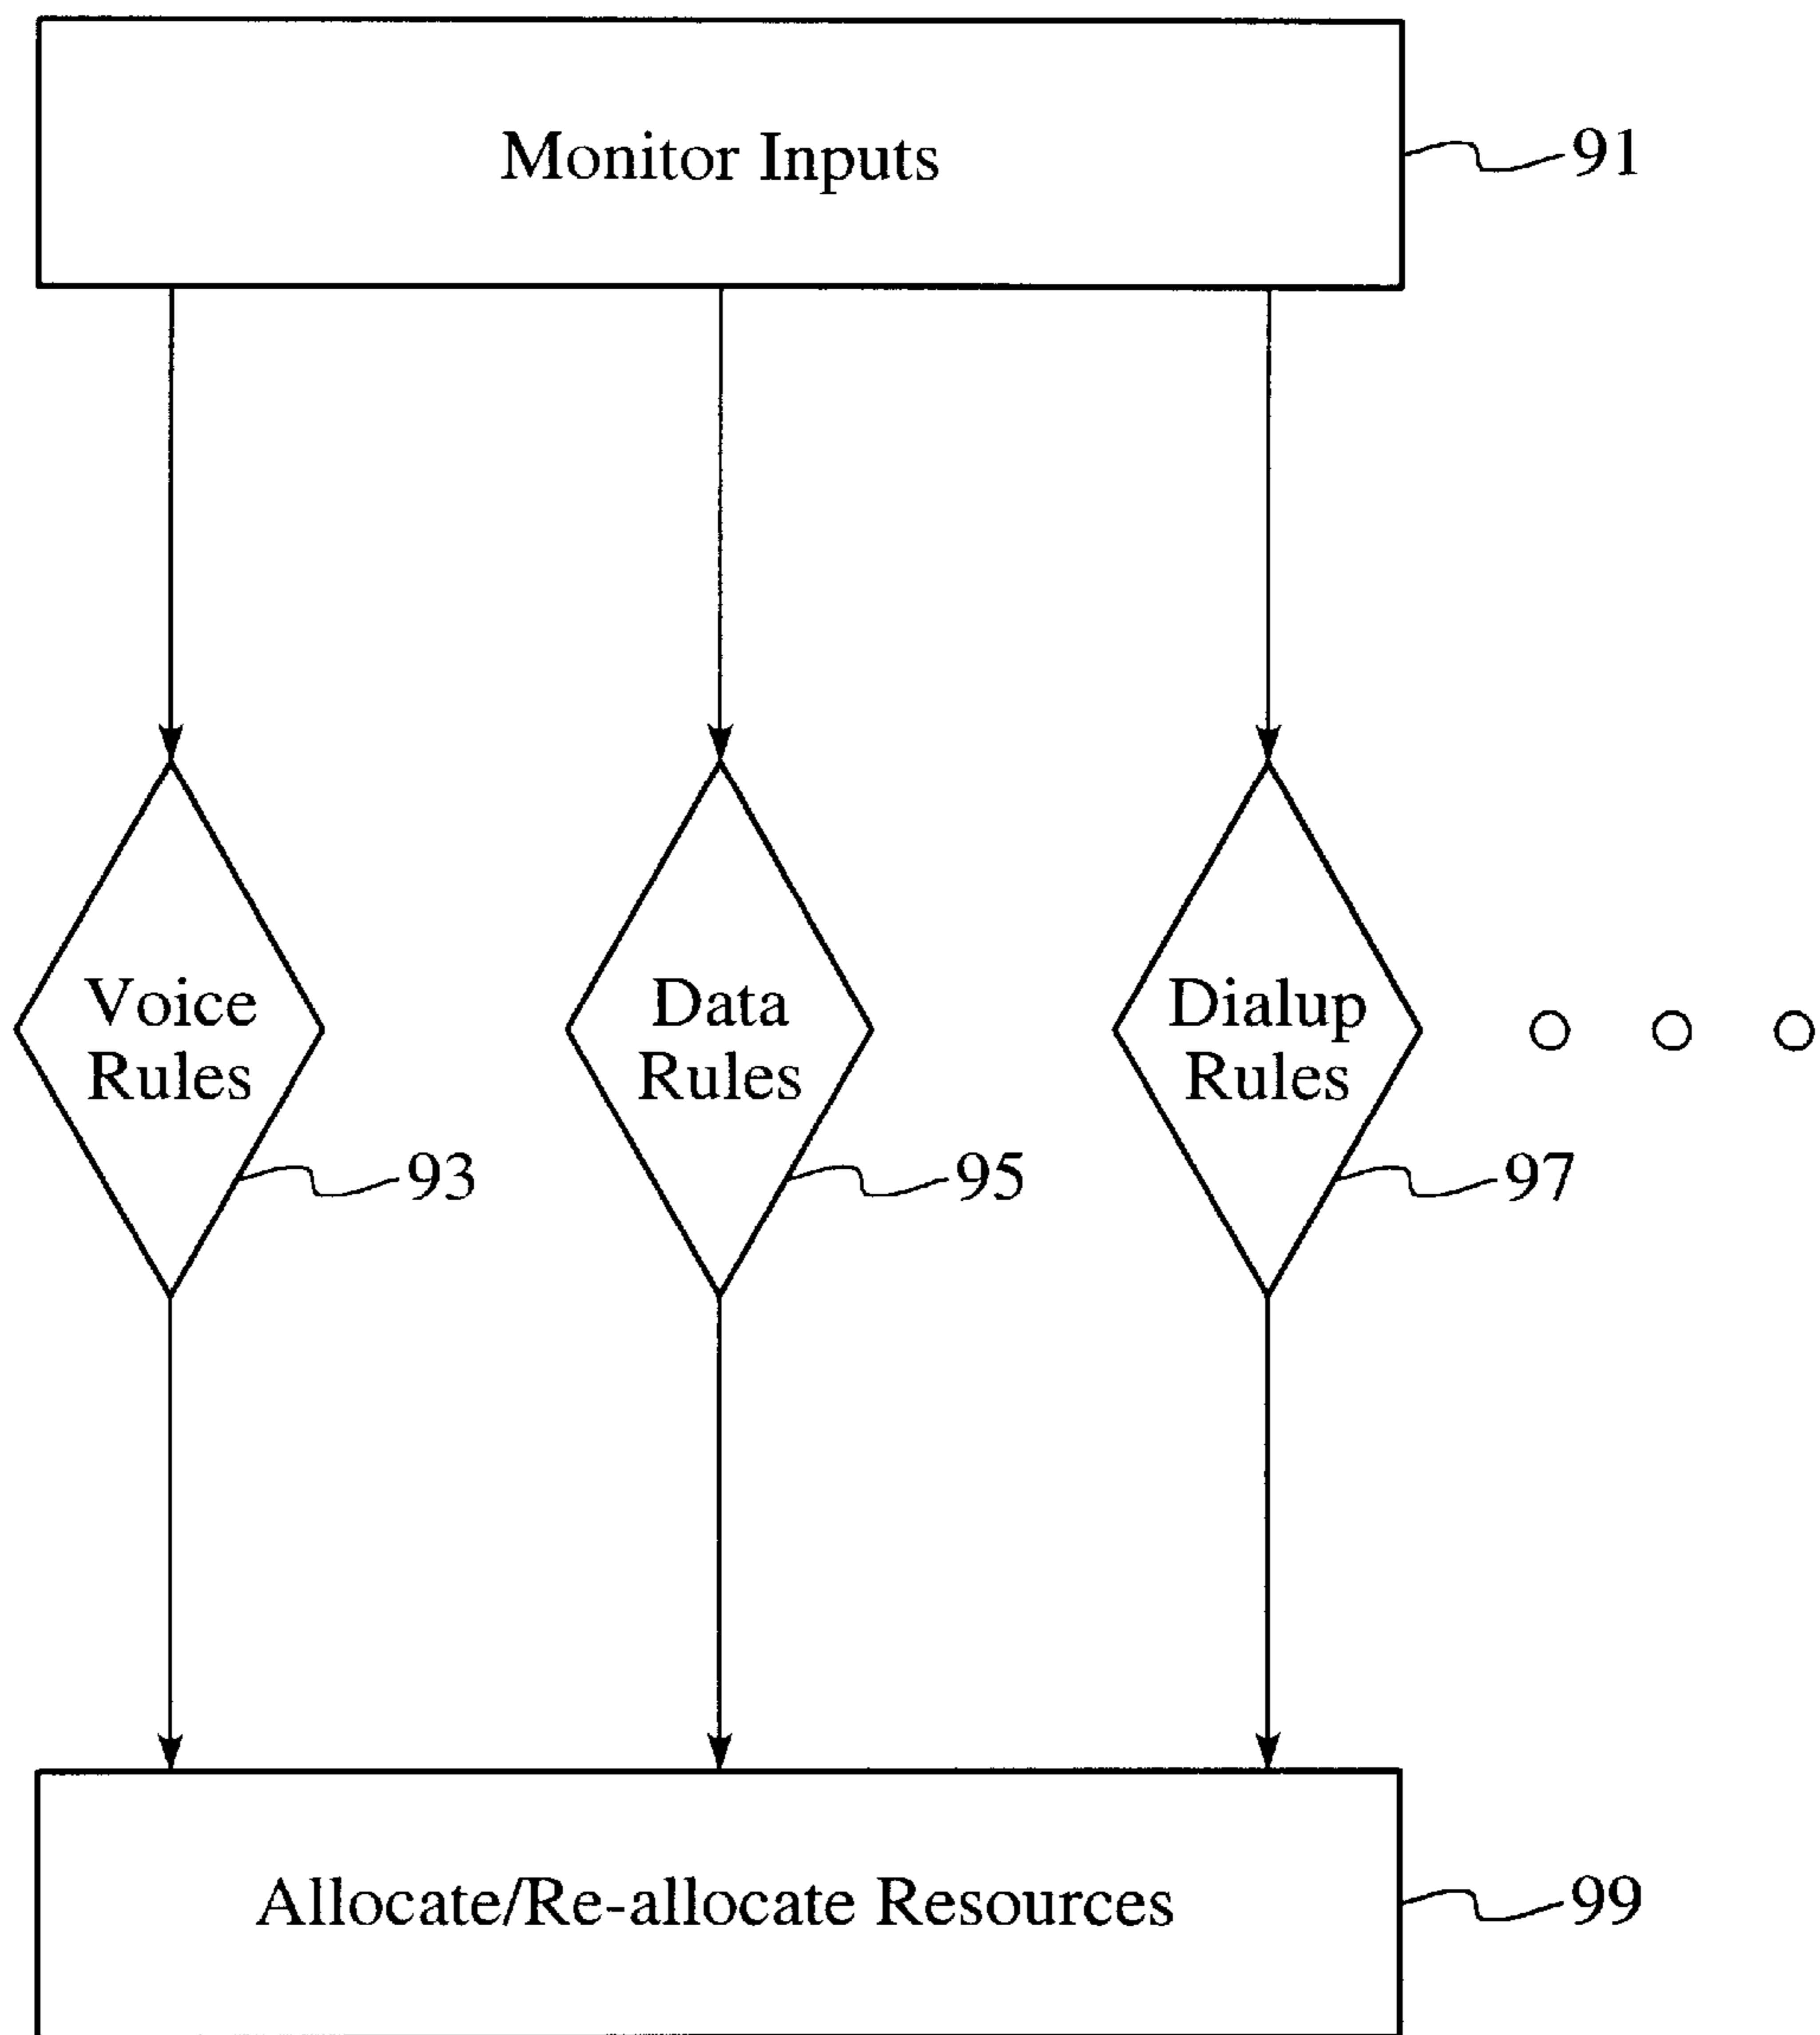 Monitor Inputs
91
Voice
Rules
93
Data
Rules
95
Dialup
Rules
97
Allocate/Re-allocate Resources
99